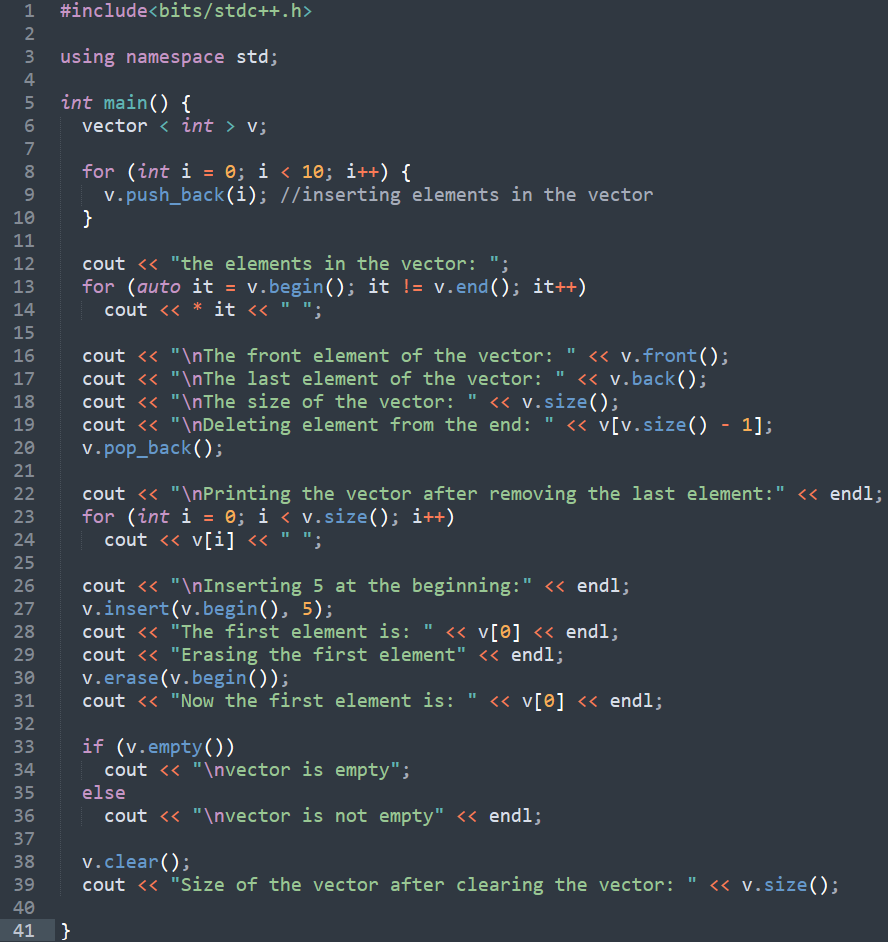 1 #include<bits/stdc++.h>
2
3 using namespace std;
4
5 int main() {
6   vector < int > v;
7
8   for (int i = 0; i < 10; i++) {
9     v.push_back(i); //inserting elements in the vector
10   }
11
12   cout << "the elements in the vector: ";
13   for (auto it = v.begin(); it != v.end(); it++)
14     cout << * it << " ";
15
16   cout << "\nThe front element of the vector: " << v.front();
17   cout << "\nThe last element of the vector: " << v.back();
18   cout << "\nThe size of the vector: " << v.size();
19   cout << "\nDeleting element from the end: " << v[v.size() - 1];
20   v.pop_back();
21
22   cout << "\nPrinting the vector after removing the last element:" << endl;
23   for (int i = 0; i < v.size(); i++)
24     cout << v[i] << " ";
25
26   cout << "\nInserting 5 at the beginning:" << endl;
27   v.insert(v.begin(), 5);
28   cout << "The first element is: " << v[0] << endl;
29   cout << "Erasing the first element" << endl;
30   v.erase(v.begin());
31   cout << "Now the first element is: " << v[0] << endl;
32
33   if (v.empty())
34     cout << "\nvector is empty";
35   else
36     cout << "\nvector is not empty" << endl;
37
38   v.clear();
39   cout << "Size of the vector after clearing the vector: " << v.size();
40
41 }